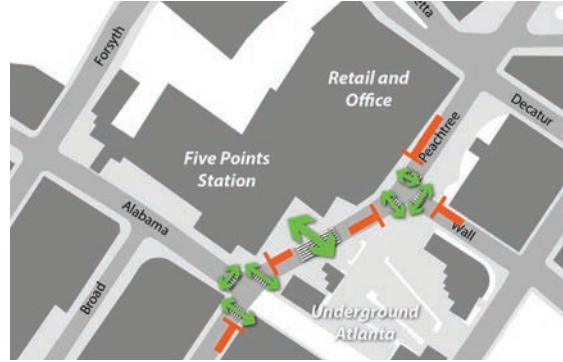 Forsyth
Retail and
Office
Peachtree
Decatur
Five Points
Station
Alabama
Wall
Broad
Underground
Atlanta